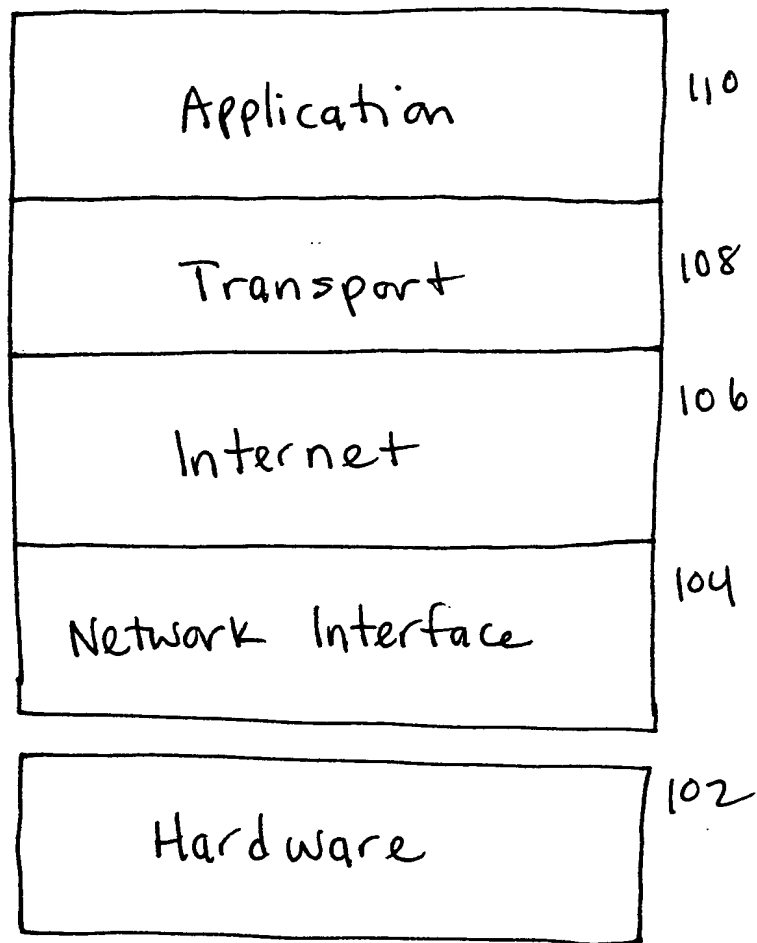 Application
110
Transport
108
106
Internet
104
Network Interface
102
Hardware